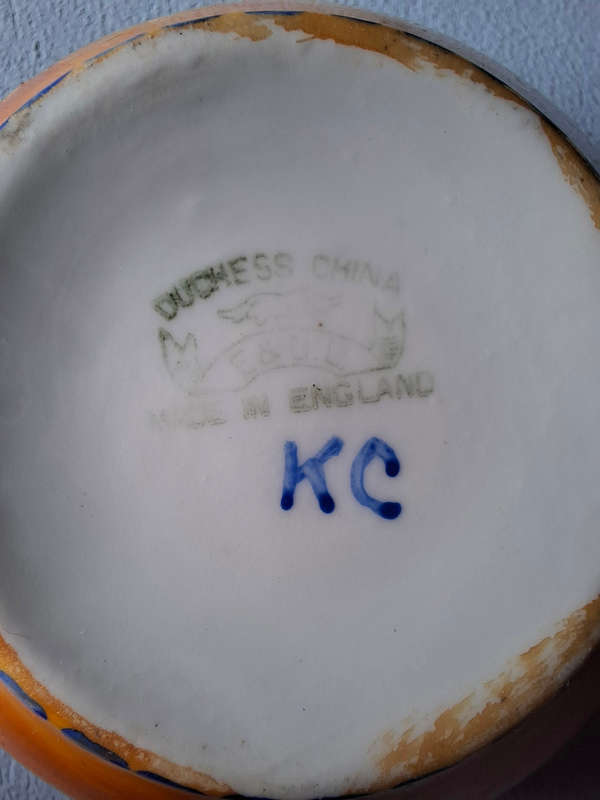 DUCHESS CHINA
E & U.L
MADE IN ENGLAND
KC